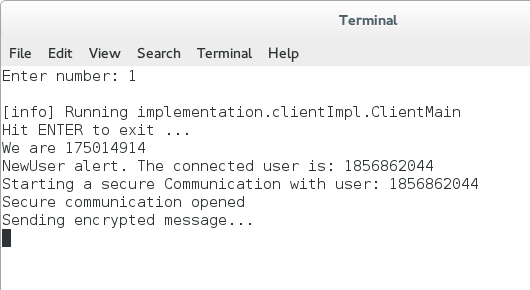 Terminal
File Edit View Search Terminal Help
Enter number: 1
[info] Running implementation.clientImpl.ClientMain
Hit ENTER to exit ...
We are 175014914
NewUser alert. The connected user is: 1856862044
Starting a secure Communication with user: 1856862044
Secure communication opened
Sending encrypted message...